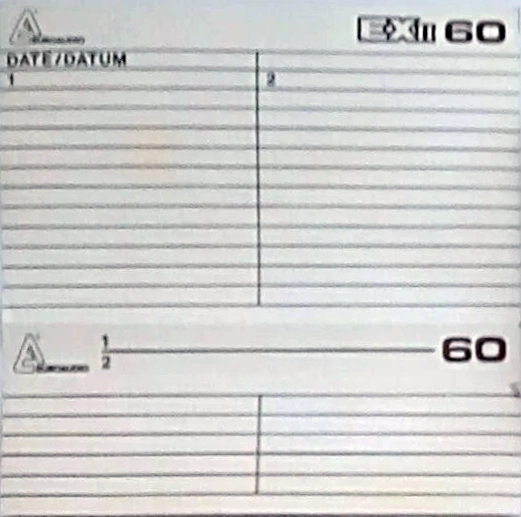 A
EXII 60
DATE/DATUM
1 2
A 1 60
2